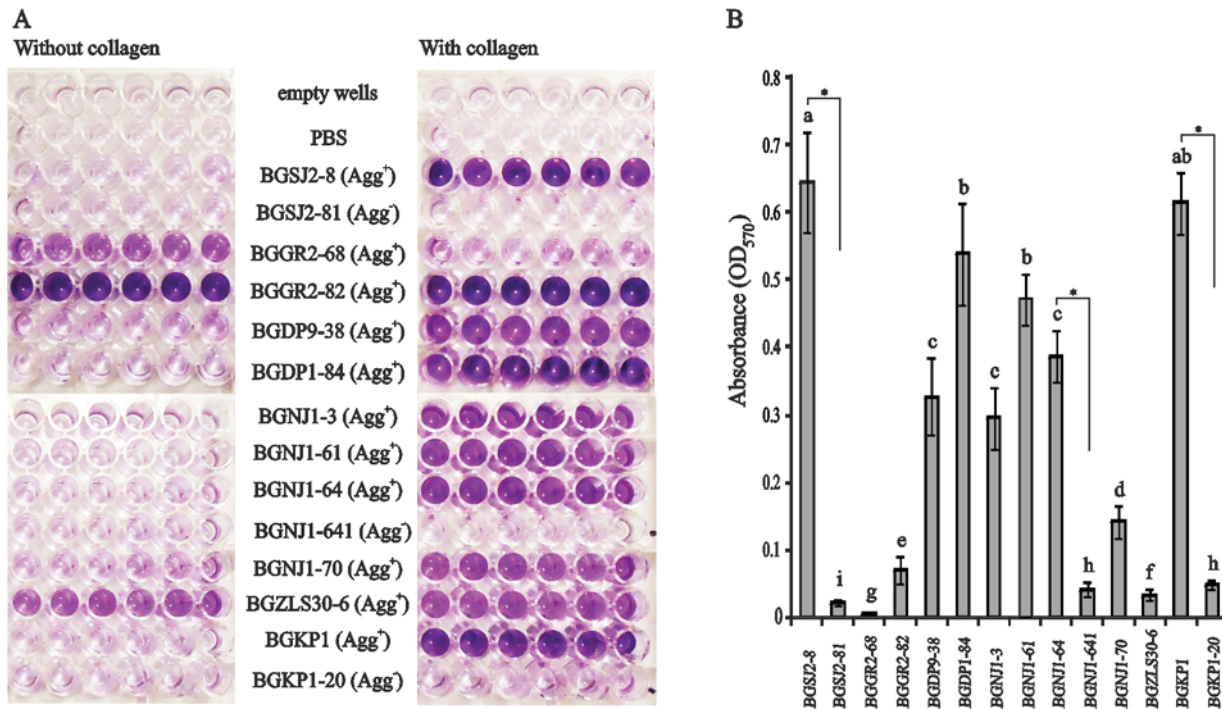 A
Without collagen
With collagen
empty wells
PBS
BGSJ2-8 (Agg⁺)
BGSJ2-81 (Agg⁻)
BGGR2-68 (Agg⁺)
BGGR2-82 (Agg⁺)
BGDP9-38 (Agg⁺)
BGDP1-84 (Agg⁺)
BGNJ1-3 (Agg⁺)
BGNJ1-61 (Agg⁺)
BGNJ1-64 (Agg⁺)
BGNJ1-641 (Agg⁻)
BGNJ1-70 (Agg⁺)
BGZLS30-6 (Agg⁺)
BGKP1 (Agg⁺)
BGKP1-20 (Agg⁻)
B
Absorbance (OD₅₇₀)
0.8
0.7
0.6
0.5
0.4
0.3
0.2
0.1
0
a
*
i
g
e
c
b
c
b
c
*
h
d
f
ab
*
h
BGSJ2-8
BGSJ2-81
BGGR2-68
BGGR2-82
BGDP9-38
BGDP1-84
BGNJ1-3
BGNJ1-61
BGNJ1-64
BGNJ1-641
BGNJ1-70
BGZLS30-6
BGKP1
BGKP1-20